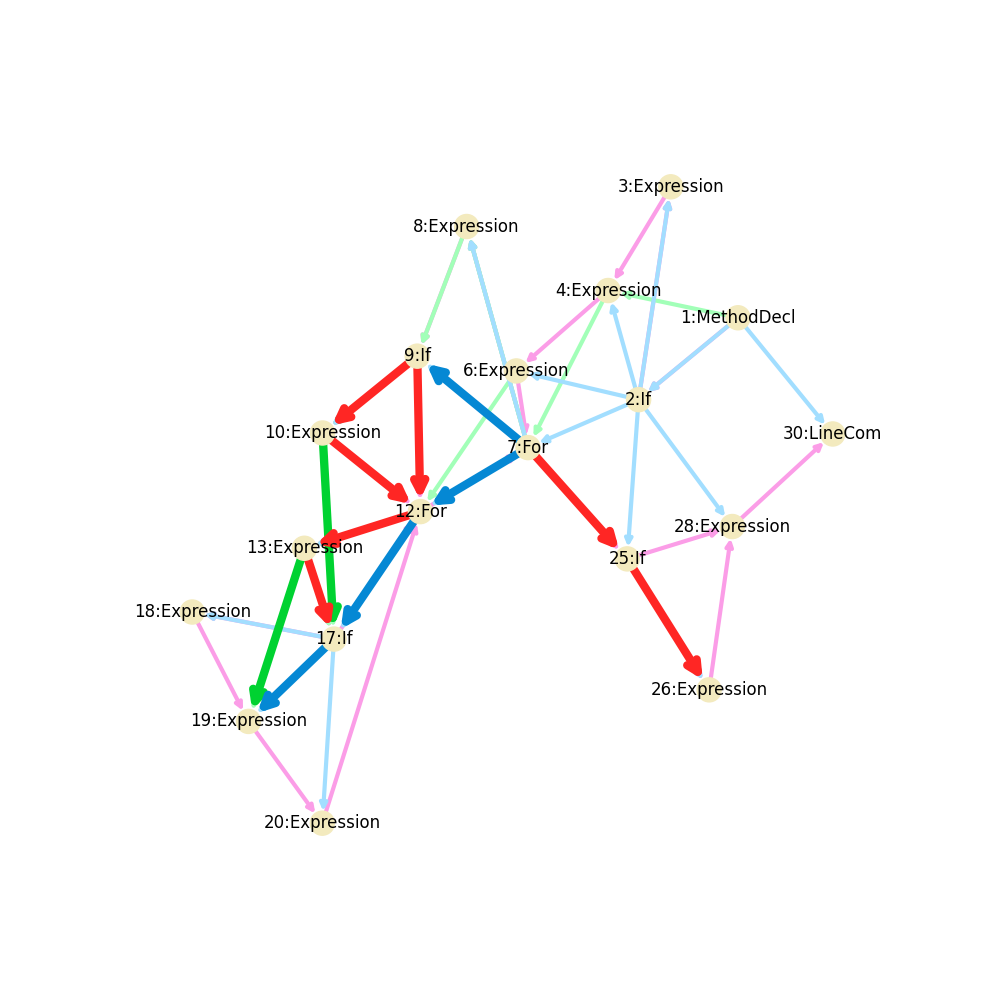 3:Expression
8:Expression
4:Expression
1:MethodDecl
9:If
6:Expression
2:If
10:Expression
30:LineCom
7:For
12:For
28:Expression
13:Expression
25:If
18:Expression
17:If
26:Expression
19:Expression
20:Expression